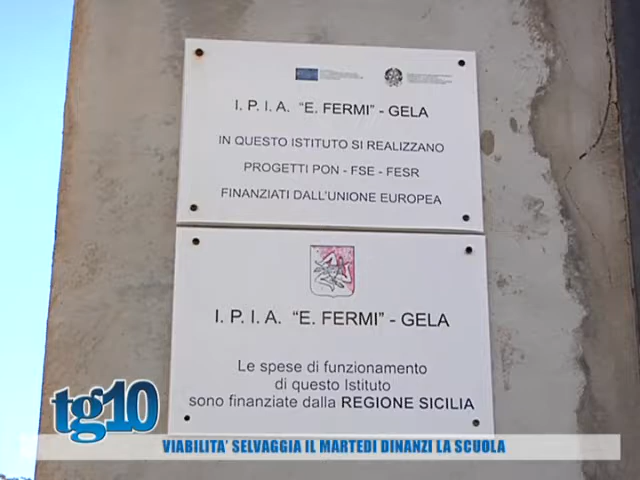 I. P. I. A. "E. FERMI" - GELA
IN QUESTO ISTITUTO SI REALIZZANO
PROGETTI PON - FSE - FESR
FINANZIATI DALL'UNIONE EUROPEA
I. P. I. A. "E. FERMI" - GELA
Le spese di funzionamento
di questo Istituto
sono finanziate dalla REGIONE SICILIA
tg10
VIABILITA' SELVAGGIA IL MARTEDI DINANZI LA SCUOLA